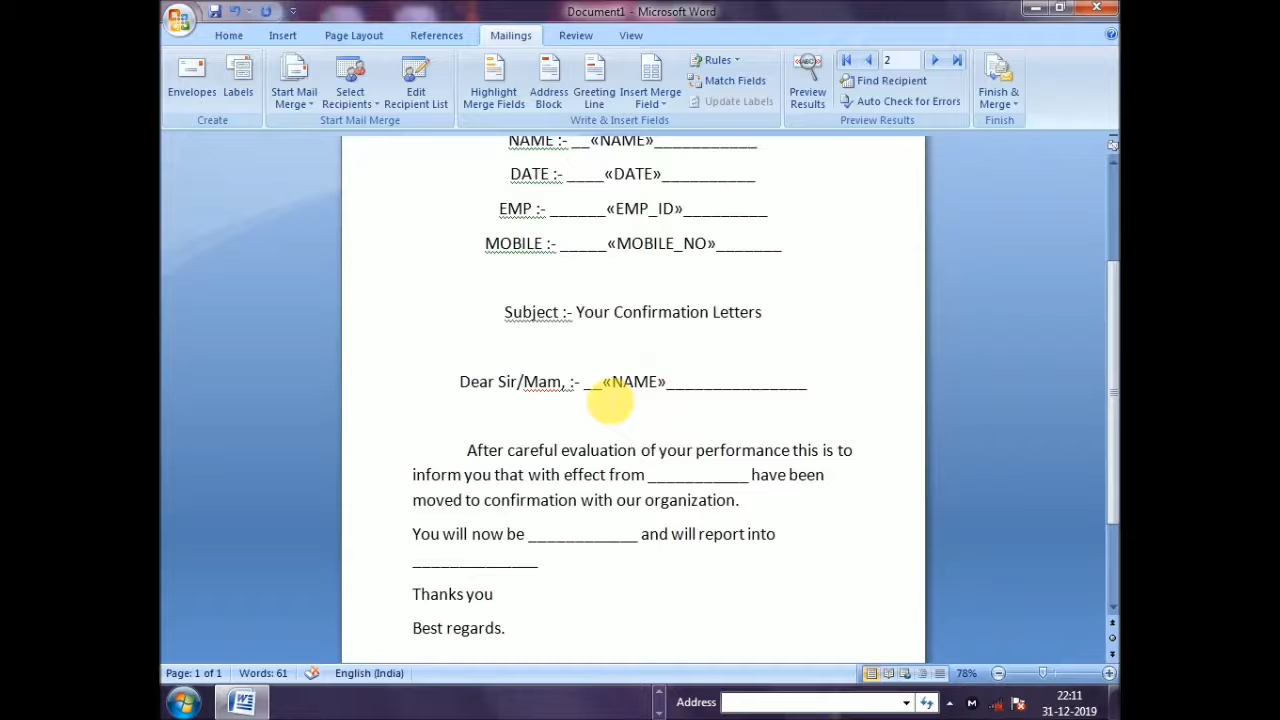 Document1 - Microsoft Word
Home Insert Page Layout References Mailings Review View
Envelopes Labels Start Mail Merge Select Recipients Edit Recipient List Highlight Merge Fields Address Block Greeting Line Insert Merge Field Rules Match Fields Update Labels Preview Results 2 Find Recipient Auto Check for Errors Finish & Merge
Create Start Mail Merge Write & Insert Fields Preview Results Finish
NAME :- __«NAME»___________
DATE :- ____«DATE»__________
EMP :- ______«EMP_ID»_________
MOBILE :- _____«MOBILE_NO»_______
Subject :- Your Confirmation Letters
Dear Sir/Mam, :- __«NAME»_______________
After careful evaluation of your performance this is to
inform you that with effect from ___________ have been
moved to confirmation with our organization.
You will now be ____________ and will report into
______________
Thanks you
Best regards.
Page: 1 of 1 Words: 61 English (India) 78%
Address 22:11
31-12-2019